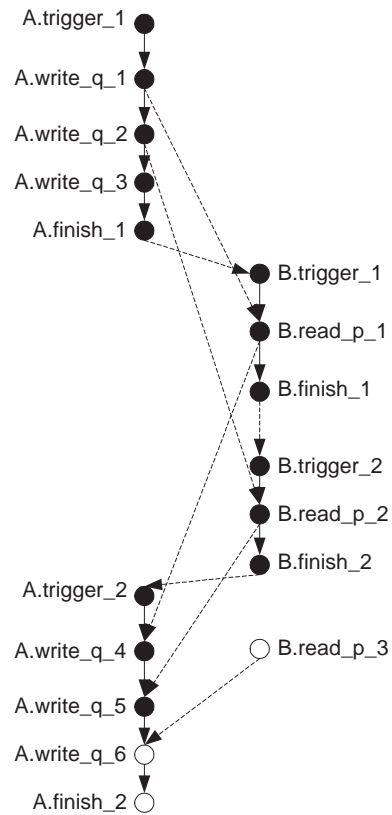 A.trigger_1
A.write_q_1
A.write_q_2
A.write_q_3
A.finish_1
B.trigger_1
B.read_p_1
B.finish_1
B.trigger_2
B.read_p_2
B.finish_2
A.trigger_2
A.write_q_4
B.read_p_3
A.write_q_5
A.write_q_6
A.finish_2